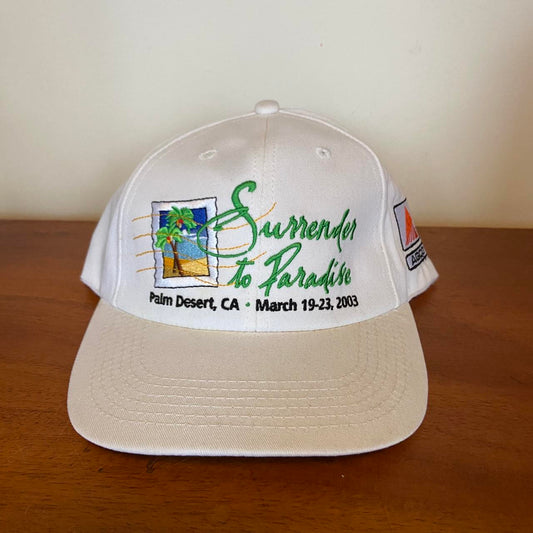 Surrender
to Paradise
Palm Desert, CA • March 19-23, 2003